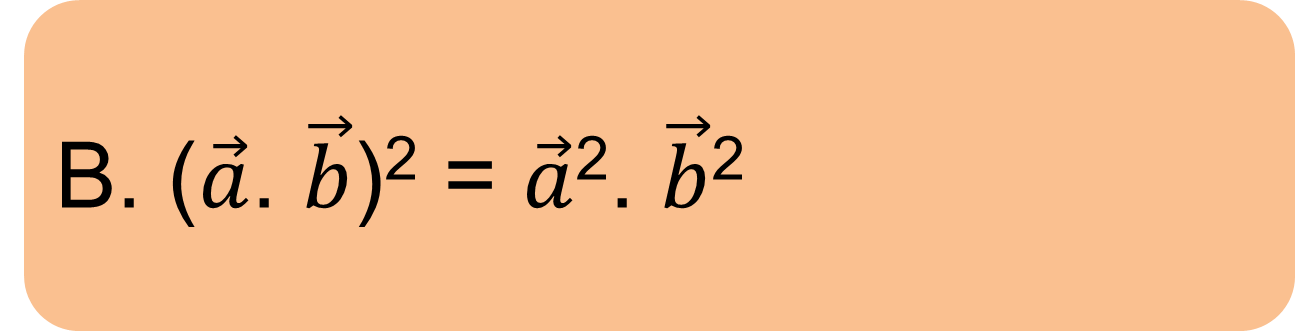 B. (a⃗. b⃗)² = a⃗². b⃗²